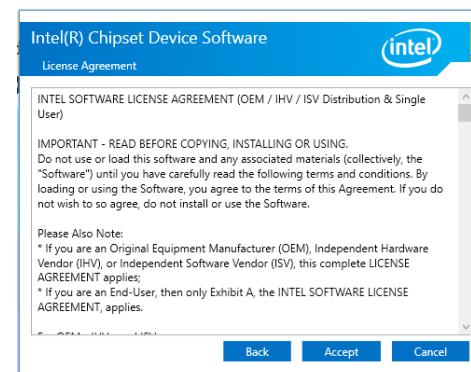 Intel(R) Chipset Device Software
License Agreement
intel
INTEL SOFTWARE LICENSE AGREEMENT (OEM / IHV / ISV Distribution & Single
User)
IMPORTANT - READ BEFORE COPYING, INSTALLING OR USING.
Do not use or load this software and any associated materials (collectively, the
"Software") until you have carefully read the following terms and conditions. By
loading or using the Software, you agree to the terms of this Agreement. If you do
not wish to so agree, do not install or use the Software.
Please Also Note:
* If you are an Original Equipment Manufacturer (OEM), Independent Hardware
Vendor (IHV), or Independent Software Vendor (ISV), this complete LICENSE
AGREEMENT applies;
* If you are an End-User, then only Exhibit A, the INTEL SOFTWARE LICENSE
AGREEMENT, applies.
Back Accept Cancel